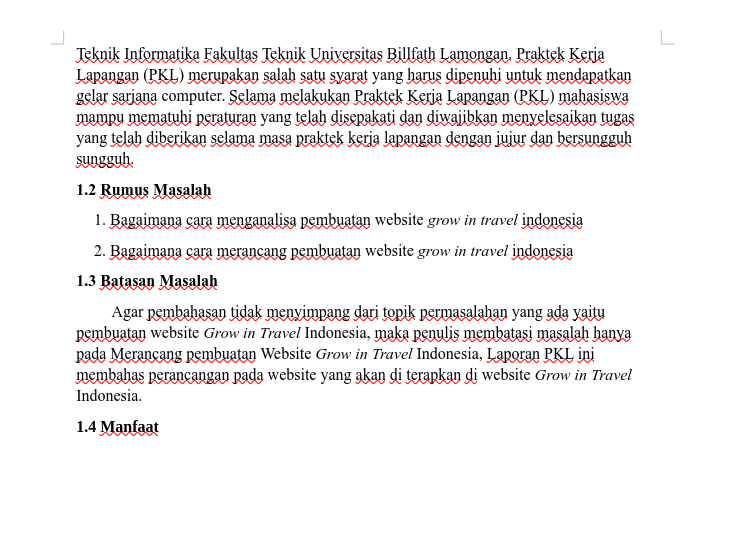 Teknik Informatika Fakultas Teknik Universitas Billfath Lamongan, Praktek Kerja
Lapangan (PKL) merupakan salah satu syarat yang harus dipenuhi untuk mendapatkan
gelar sarjana computer. Selama melakukan Praktek Kerja Lapangan (PKL) mahasiswa
mampu mematuhi peraturan yang telah disepakati dan diwajibkan menyelesaikan tugas
yang telah diberikan selama masa praktek kerja lapangan dengan jujur dan bersungguh
sungguh.
1.2 Rumus Masalah
1. Bagaimana cara menganalisa pembuatan website grow in travel indonesia
2. Bagaimana cara merancang pembuatan website grow in travel indonesia
1.3 Batasan Masalah
Agar pembahasan tidak menyimpang dari topik permasalahan yang ada yaitu
pembuatan website Grow in Travel Indonesia, maka penulis membatasi masalah hanya
pada Merancang pembuatan Website Grow in Travel Indonesia, Laporan PKL ini
membahas perancangan pada website yang akan di terapkan di website Grow in Travel
Indonesia.
1.4 Manfaat